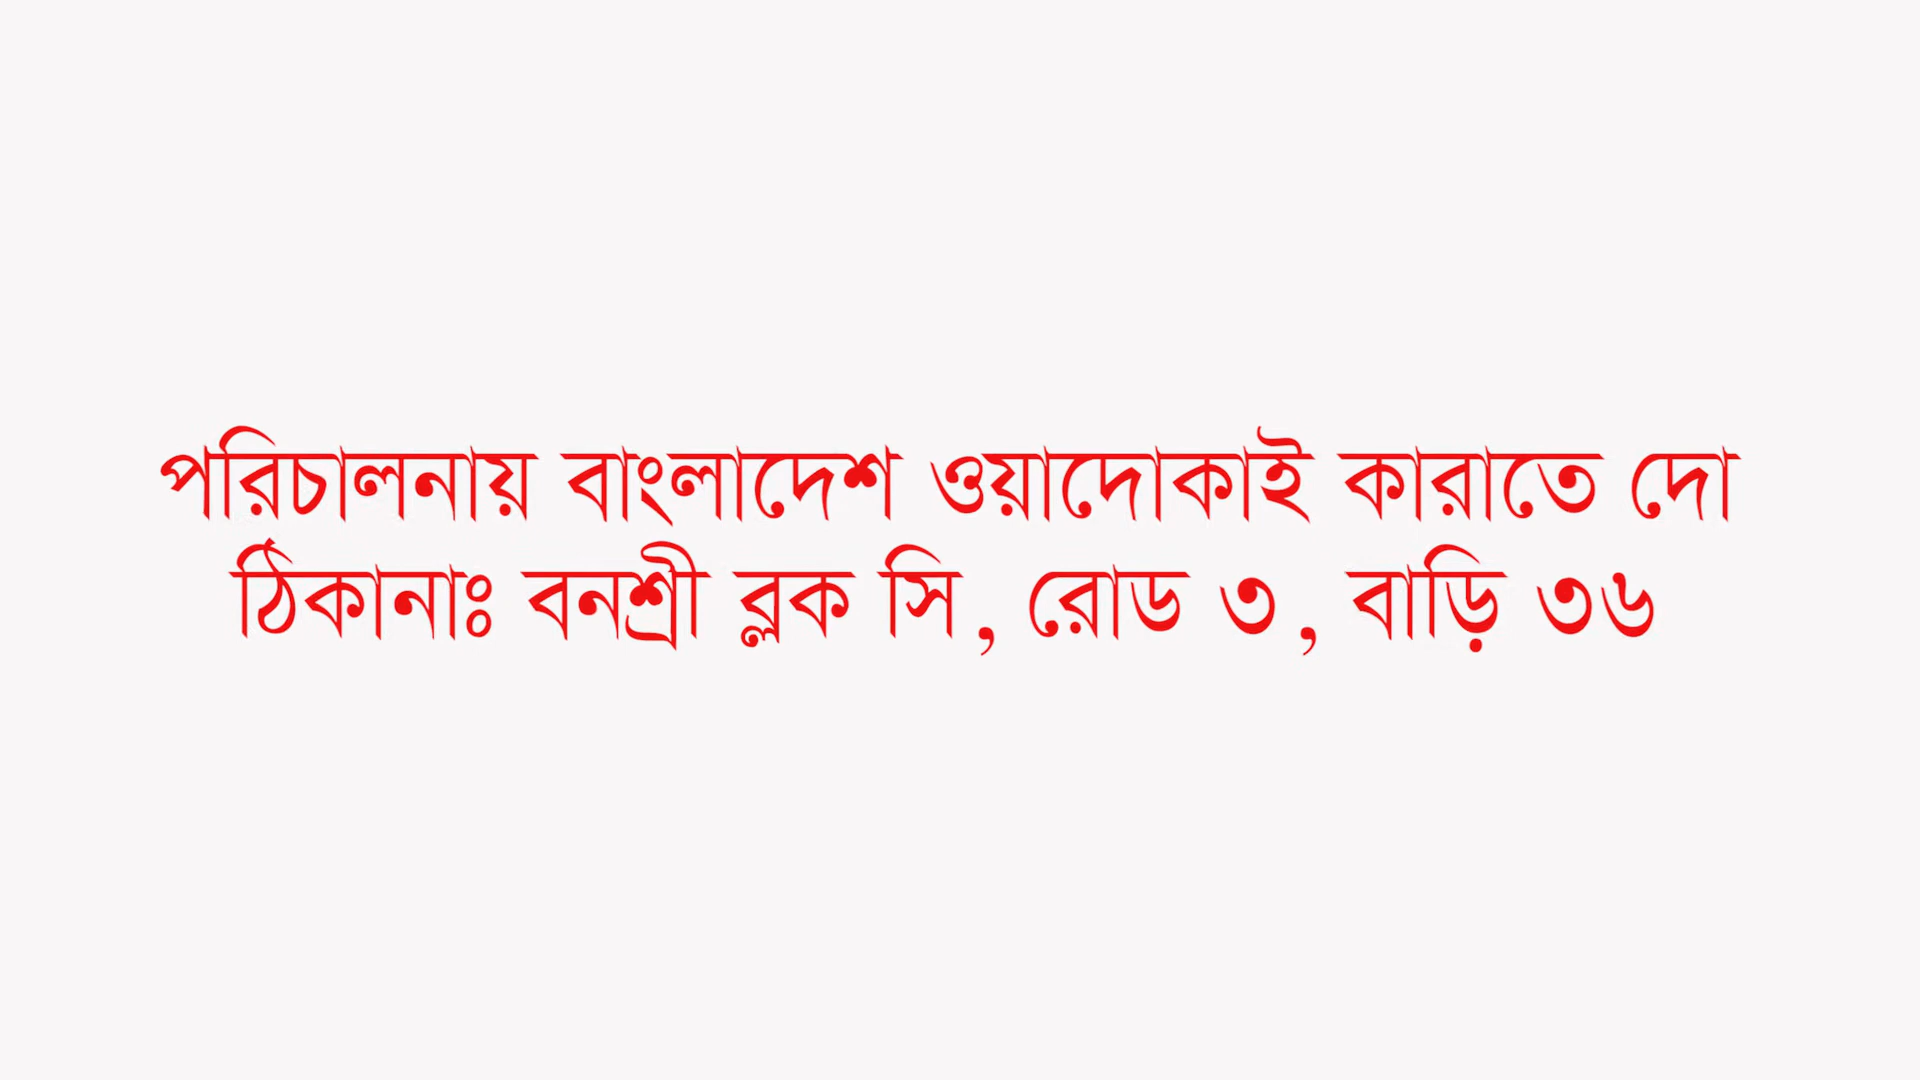 পরিচালনায় বাংলাদেশ ওয়াদোকাই কারাতে দো
ঠিকানাঃ বনশ্রী ব্লক সি, রোড ৩, বাড়ি ৩৬